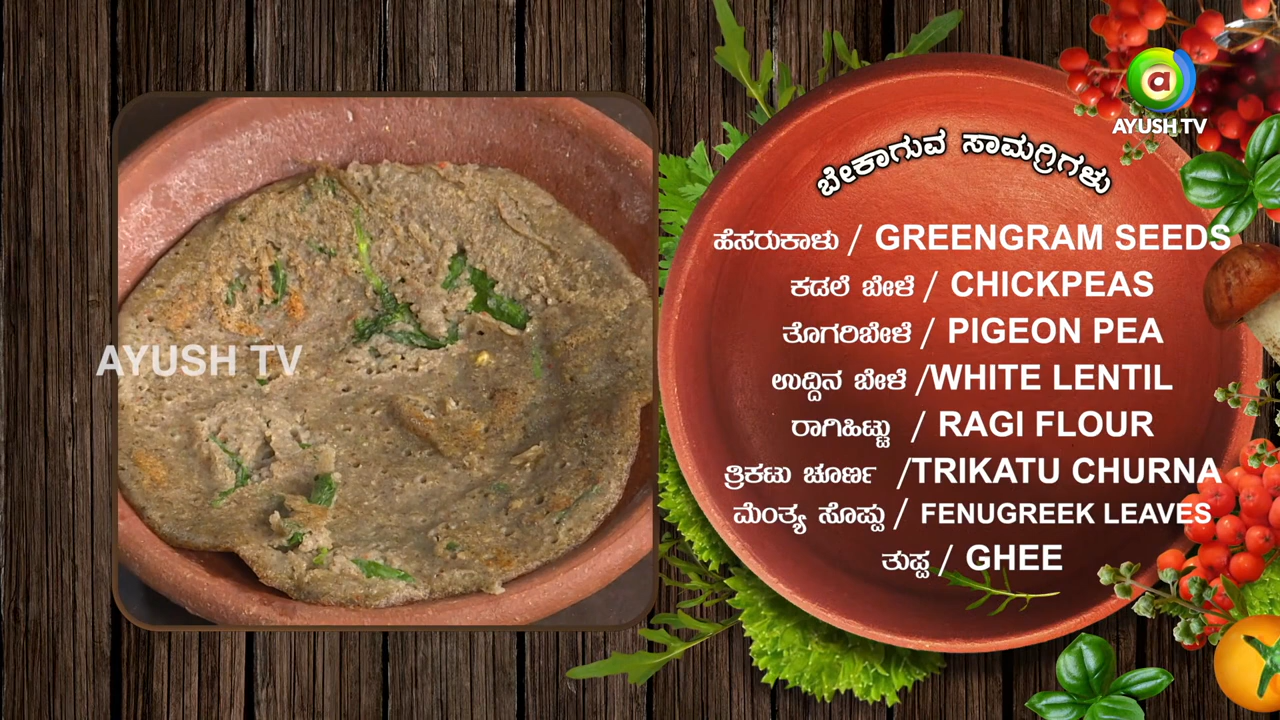 AYUSH TV
ಬೇಕಾಗುವ ಸಾಮಗ್ರಿಗಳು
ಹೆಸರುಕಾಳು / GREENGRAM SEEDS
ಕಡಲೆ ಬೇಳೆ / CHICKPEAS
ತೊಗರಿಬೇಳೆ / PIGEON PEA
ಉದ್ದಿನ ಬೇಳೆ /WHITE LENTIL
ರಾಗಿಹಿಟ್ಟು / RAGI FLOUR
ತ್ರಿಕಟು ಚೂರ್ಣ /TRIKATU CHURNA
ಮೆಂತ್ಯ ಸೊಪ್ಪು / FENUGREEK LEAVES
ತುಪ್ಪ / GHEE
AYUSH TV